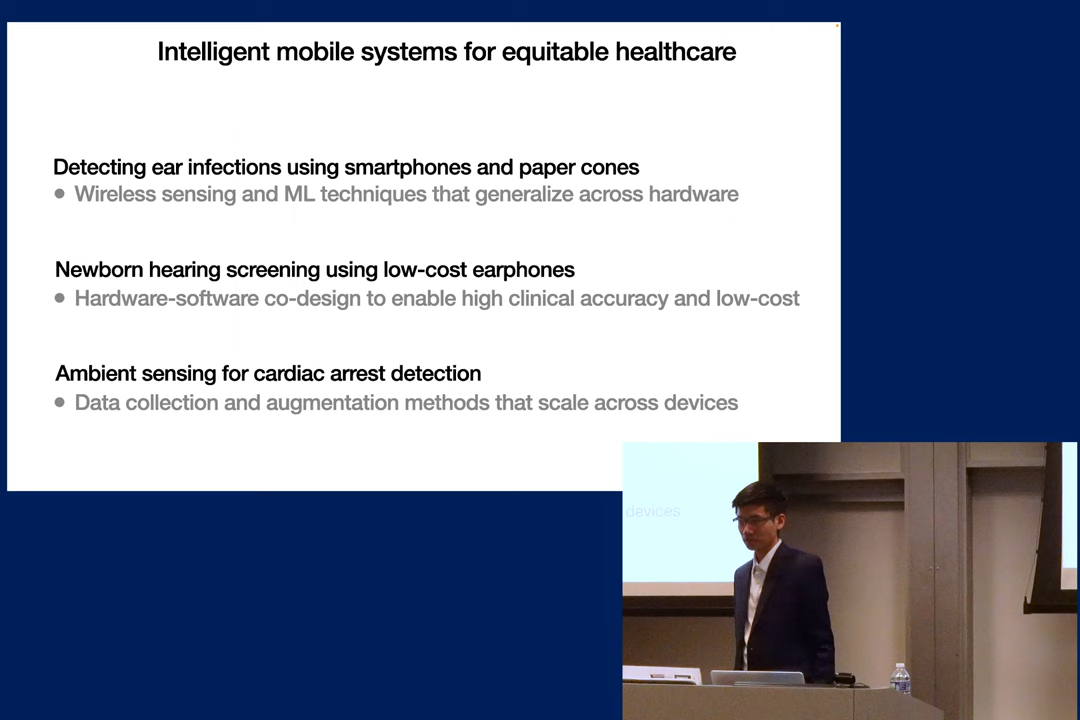 Intelligent mobile systems for equitable healthcare
Detecting ear infections using smartphones and paper cones
• Wireless sensing and ML techniques that generalize across hardware
Newborn hearing screening using low-cost earphones
• Hardware-software co-design to enable high clinical accuracy and low-cost
Ambient sensing for cardiac arrest detection
• Data collection and augmentation methods that scale across devices
devices